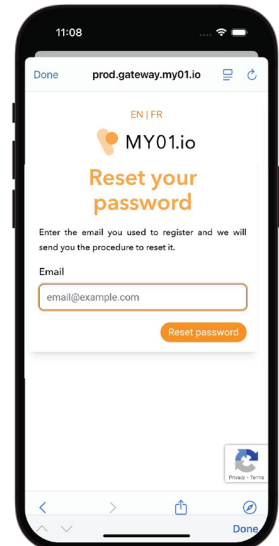 11:08
Done prod.gateway.my01.io
EN | FR
MY01.io
Reset your
password
Enter the email you used to register and we will
send you the procedure to reset it.
Email
email@example.com
Reset password
Privacy - Terms
Done